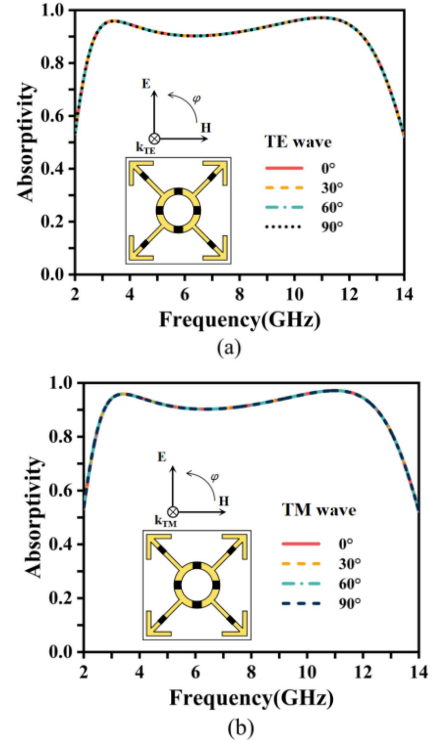 1.0
0.8
0.6
0.4
0.2
0.0
Absorptivity
E
φ
H
k_TE
TE wave
0°
30°
60°
90°
2 4 6 8 10 12 14
Frequency(GHz)
(a)
1.0
0.8
0.6
0.4
0.2
0.0
Absorptivity
E
φ
H
k_TM
TM wave
0°
30°
60°
90°
2 4 6 8 10 12 14
Frequency(GHz)
(b)